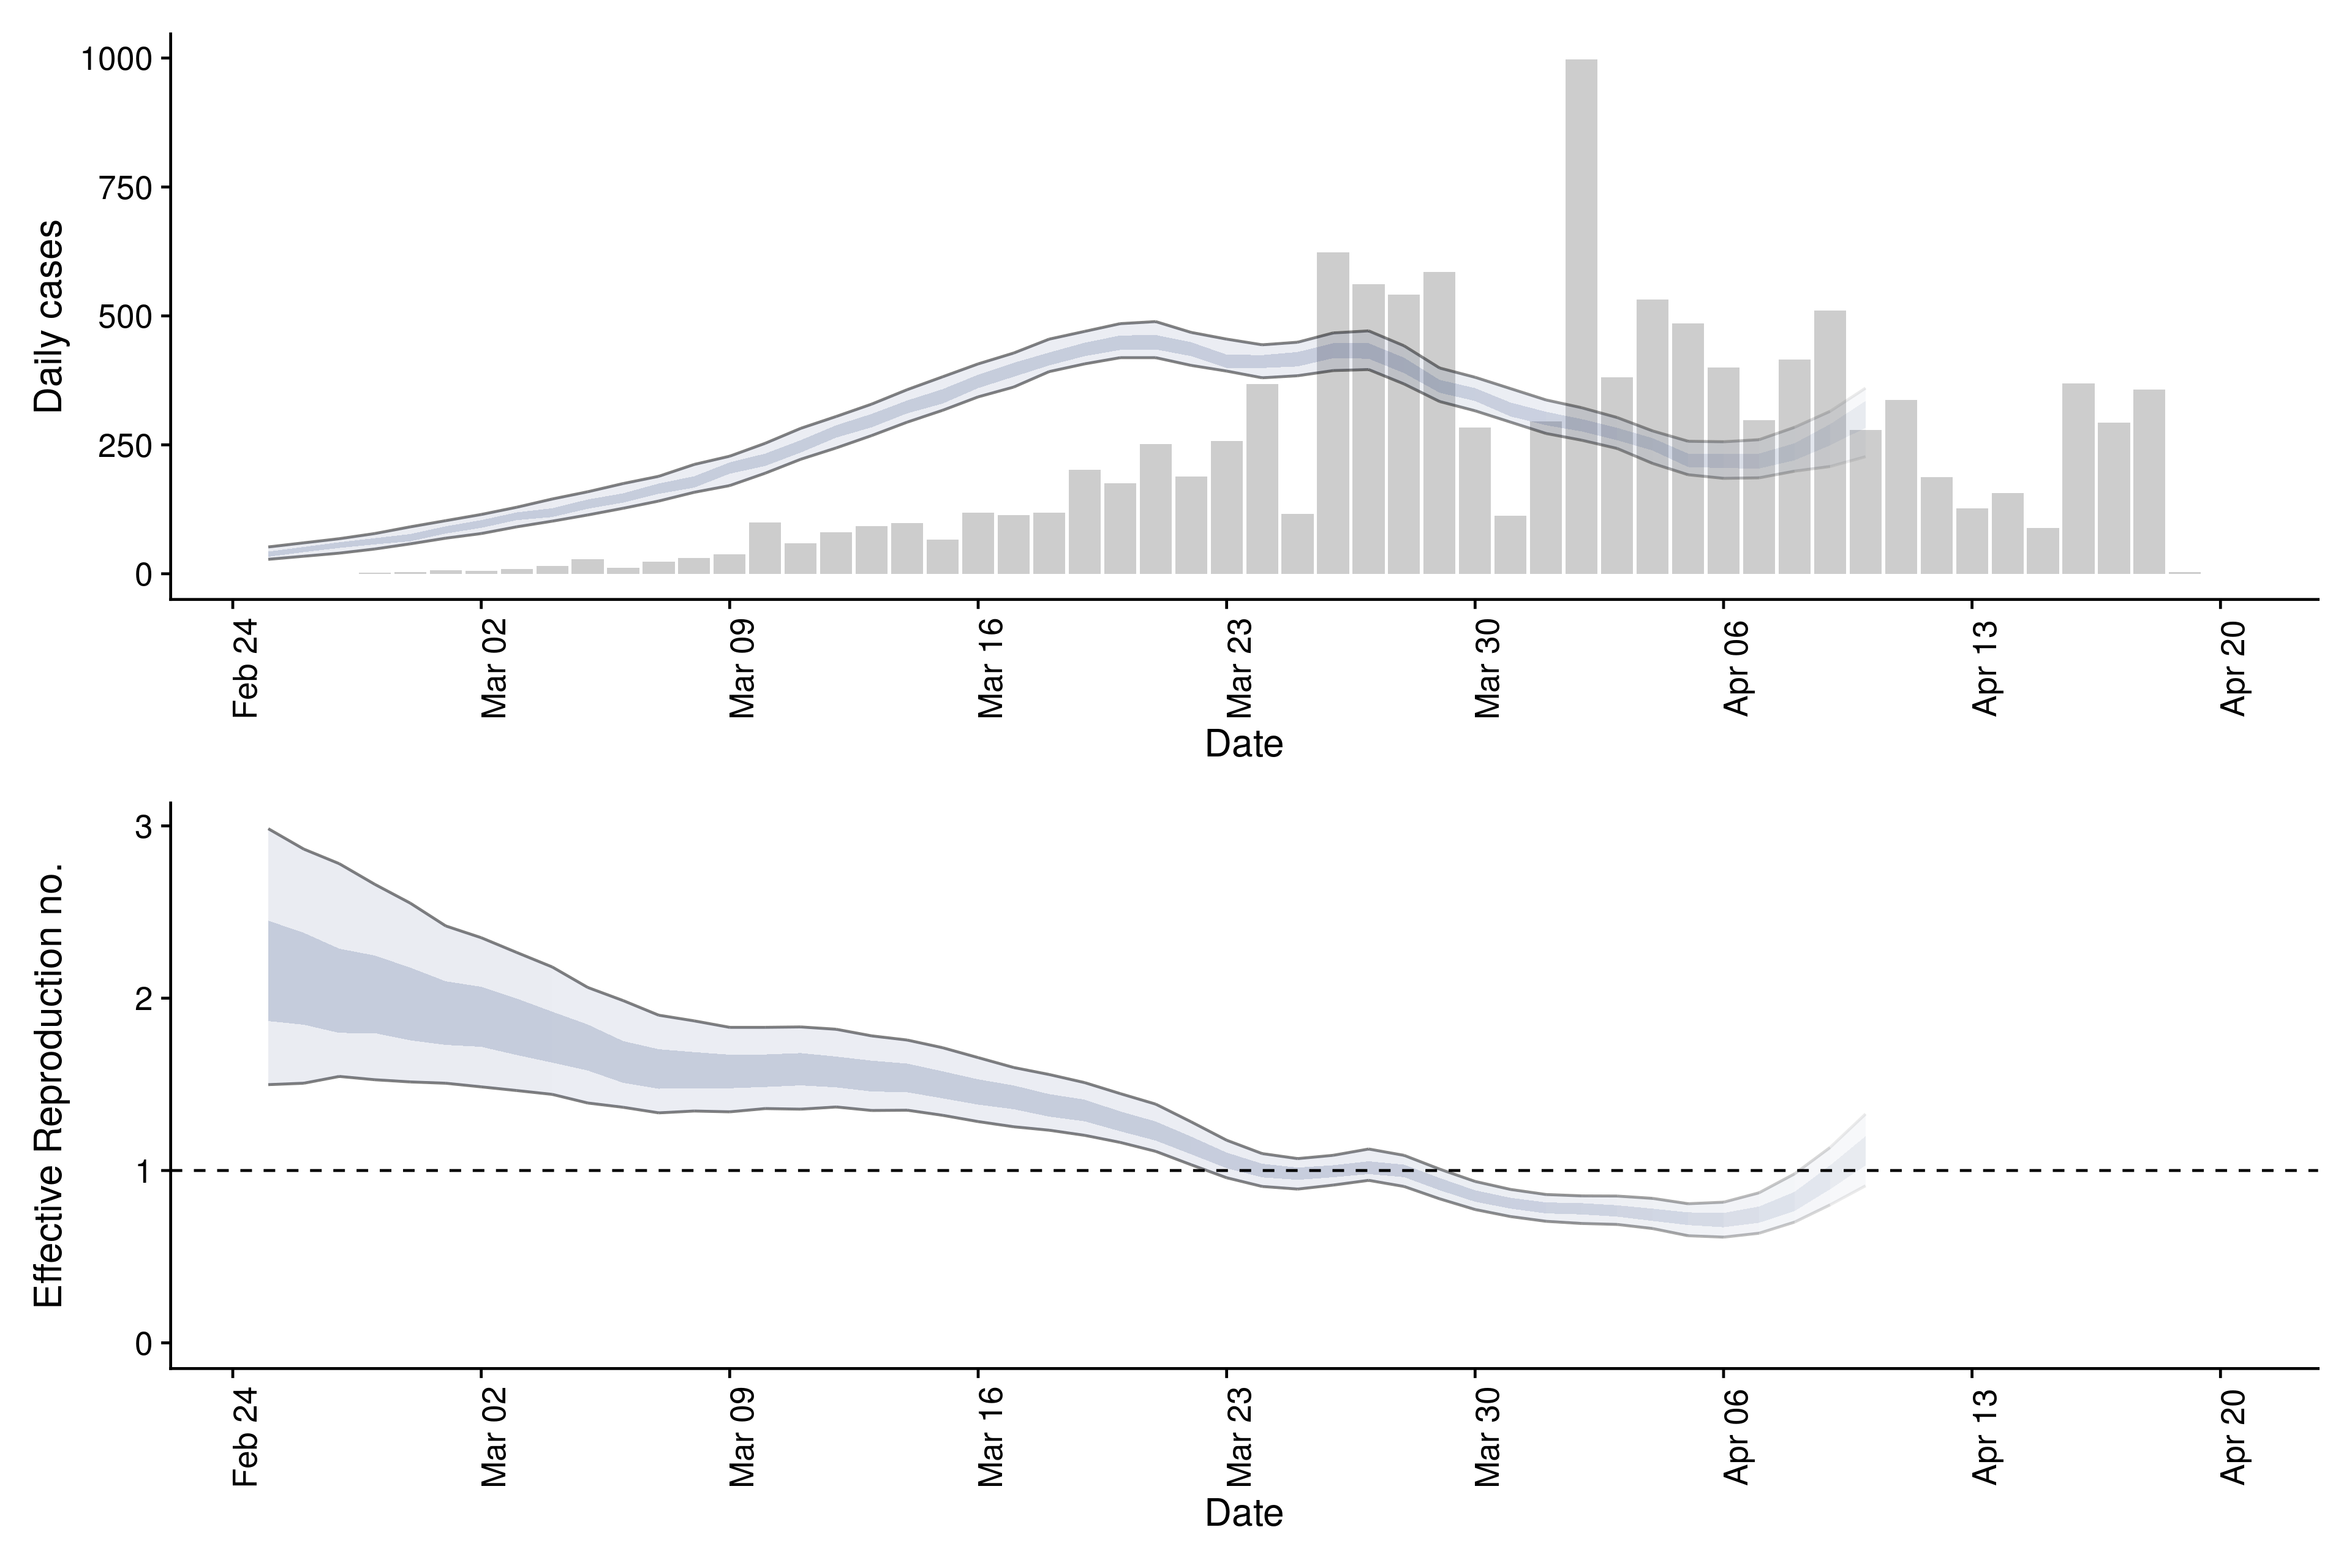 Daily cases
1000
750
500
250
0
Feb 24
Mar 02
Mar 09
Mar 16
Mar 23
Mar 30
Apr 06
Apr 13
Apr 20
Date
Effective Reproduction no.
3
2
1
0
Feb 24
Mar 02
Mar 09
Mar 16
Mar 23
Mar 30
Apr 06
Apr 13
Apr 20
Date